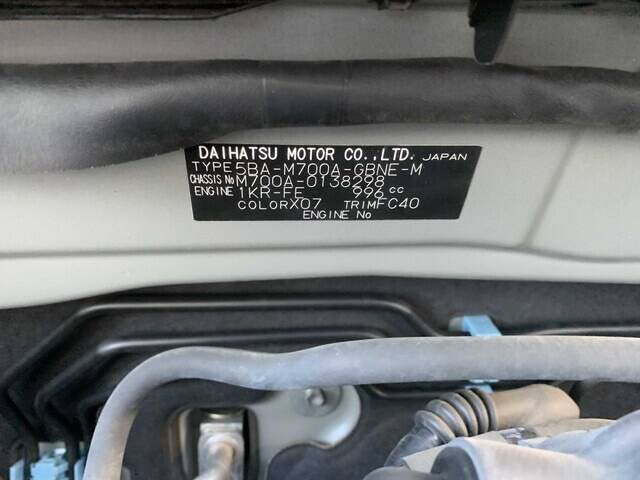 DAIHATSU MOTOR CO.,LTD. JAPAN
TYPE 5BA-M700A-GBNE-M
CHASSIS No M700A-0138298
ENGINE 1KR-FE 996 cc
COLOR X07 TRIM FC40
ENGINE No